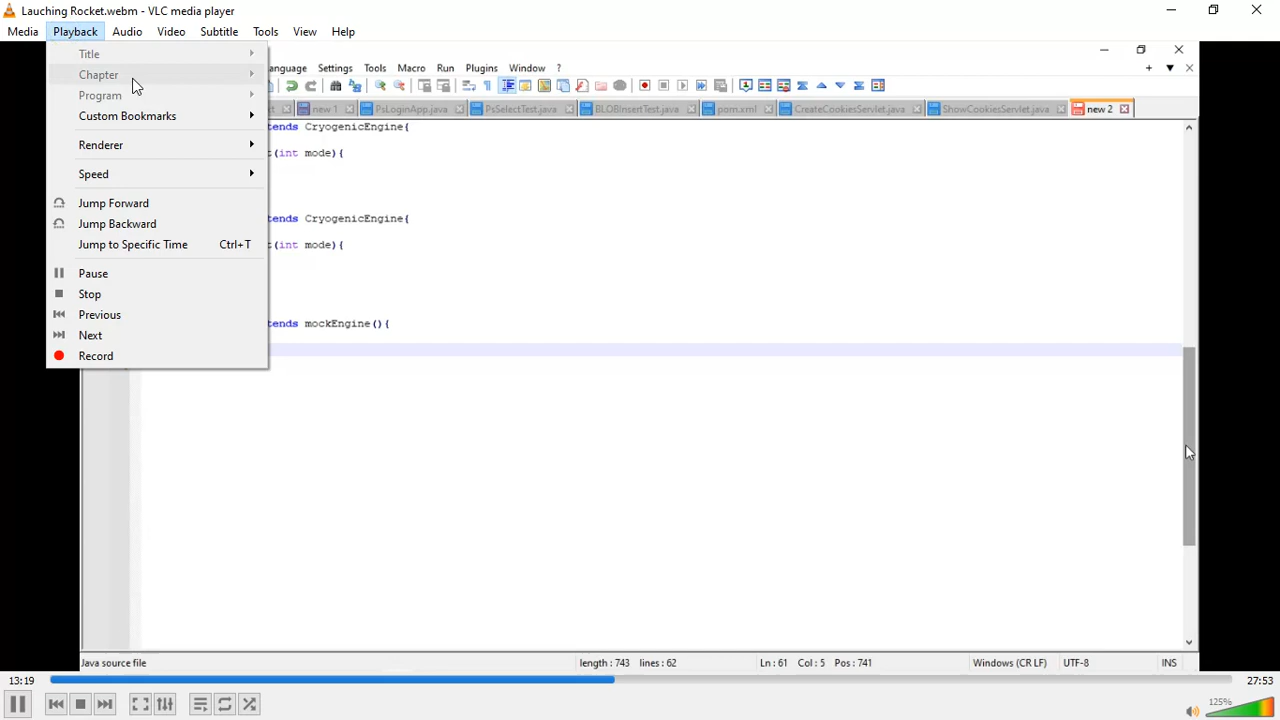 Lauching Rocket.webm - VLC media player
Media Playback Audio Video Subtitle Tools View Help
Title
Chapter
Program
Custom Bookmarks
Renderer
Speed
Jump Forward
Jump Backward
Jump to Specific Time Ctrl+T
Pause
Stop
Previous
Next
Record
anguage Settings Tools Macro Run Plugins Window ?
new 1 PsLoginApp.java PsSelectTest.java BLOBInsertTest.java pom.xml CreateCookiesServlet.java ShowCookiesServlet.java new 2
tends CryogenicEngine{
t(int mode){
tends CryogenicEngine{
t(int mode){
tends mockEngine(){
Java source file length : 743 lines : 62 Ln : 61 Col : 5 Pos : 741 Windows (CR LF) UTF-8 INS
13:19 27:53
125%